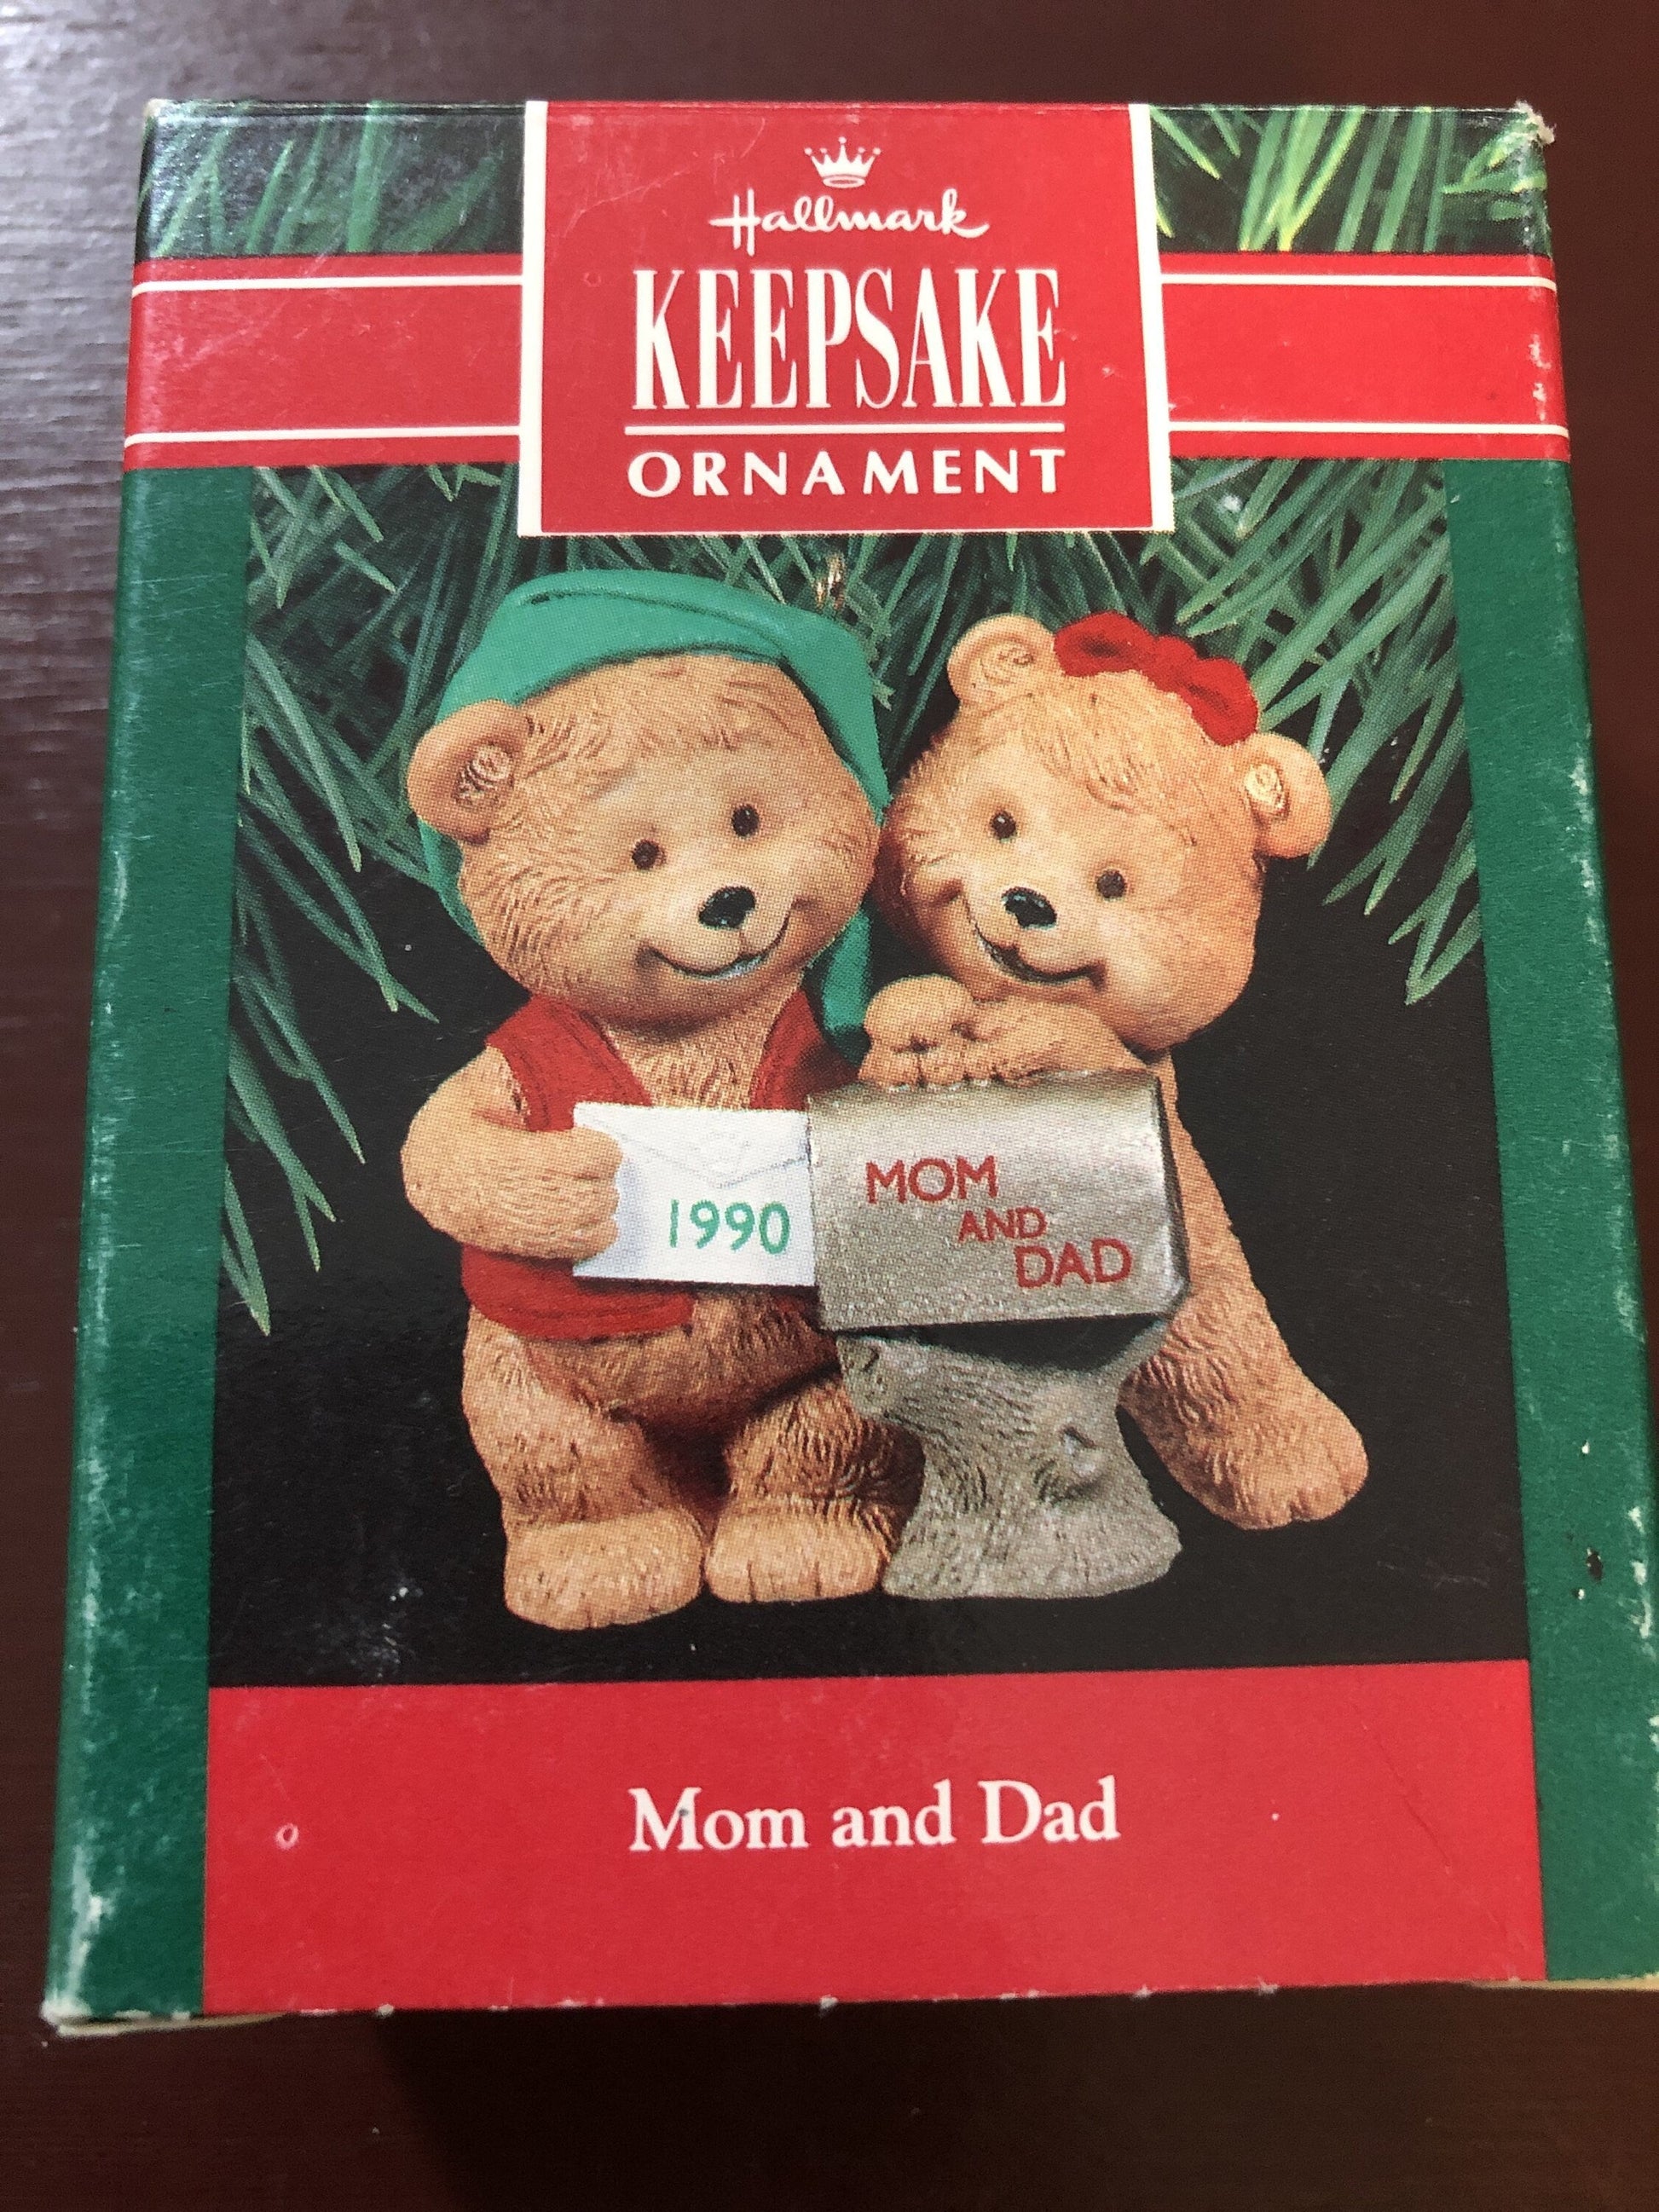 Hallmark
KEEPSAKE
ORNAMENT
1990
MOM
AND
DAD
Mom and Dad